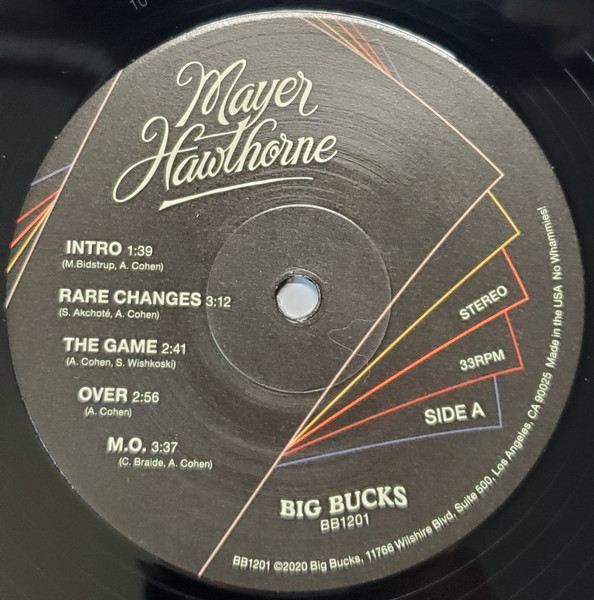 10
Mayer
Hawthorne
INTRO 1:39
(M.Bidstrup, A. Cohen)
RARE CHANGES 3:12
(S. Akchoté, A. Cohen)
THE GAME 2:41
(A. Cohen, S. Wishkoski)
OVER 2:56
(A. Cohen)
M.O. 3:37
(C. Braide, A. Cohen)
STEREO
33RPM
SIDE A
BIG BUCKS
BB1201
BB1201 ©2020 Big Bucks, 11766 Wilshire Blvd, Suite 500, Los Angeles, CA 90025 Made in the USA No Whammies!